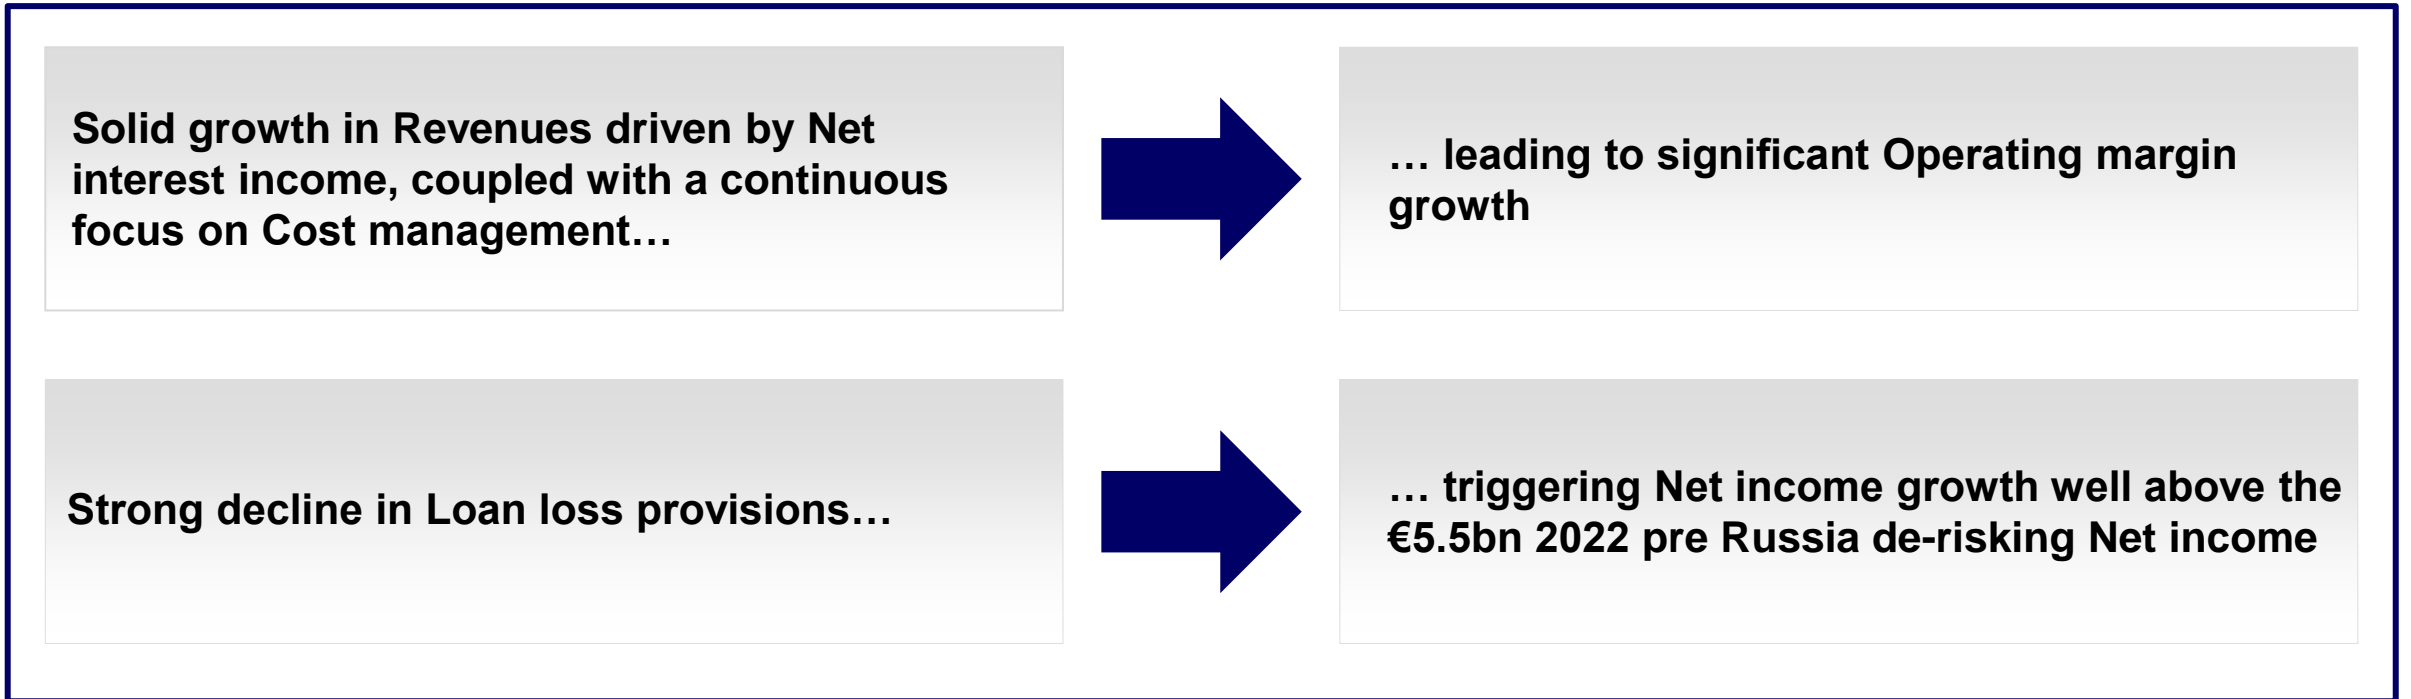 Solid growth in Revenues driven by Net
interest income, coupled with a continuous
focus on Cost management…
… leading to significant Operating margin
growth
Strong decline in Loan loss provisions…
… triggering Net income growth well above the
€5.5bn 2022 pre Russia de-risking Net income